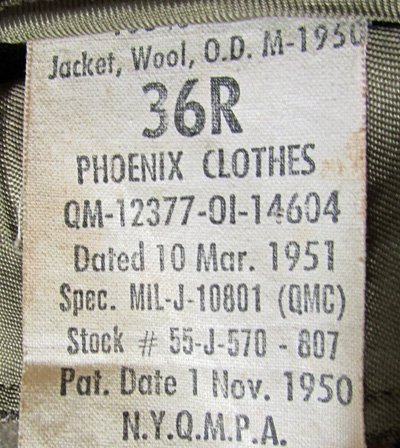 Jacket, Wool, O.D. M-1950
36R
PHOENIX CLOTHES
QM-12377-OI-14604
Dated 10 Mar. 1951
Spec. MIL-J-10801 (QMC)
Stock # 55-J-570 - 807
Pat. Date 1 Nov. 1950
N.Y.Q.M.P.A.